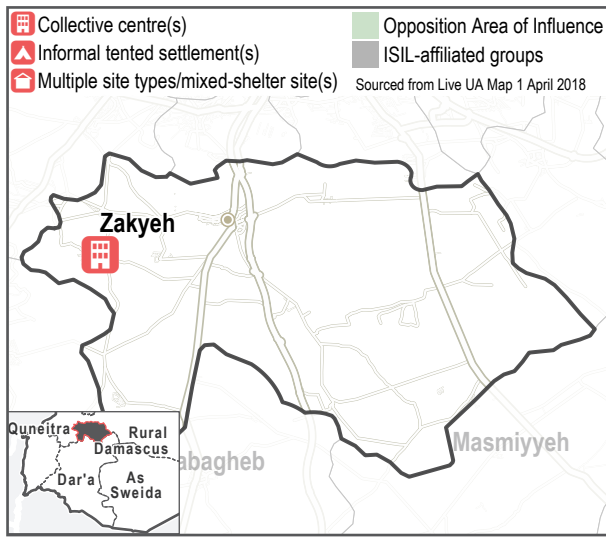 Collective centre(s)
Informal tented settlement(s)
Multiple site types/mixed-shelter site(s)
Opposition Area of Influence
ISIL-affiliated groups
Sourced from Live UA Map 1 April 2018
Zakyeh
Masmiyyeh
abagheb
Quneitra
Rural
Damascus
Dar'a
As
Sweida